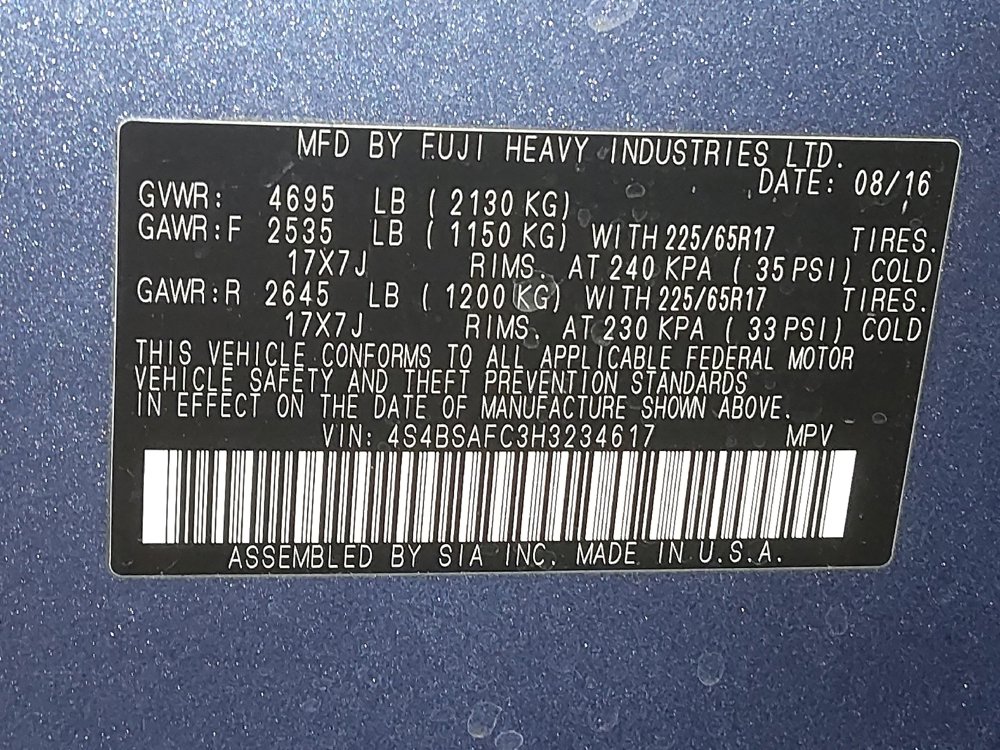 MFD BY FUJI HEAVY INDUSTRIES LTD.
DATE: 08/16
GVWR: 4695 LB ( 2130 KG)
GAWR:F 2535 LB ( 1150 KG) WITH 225/65R17 TIRES.
17X7J RIMS. AT 240 KPA ( 35 PSI) COLD
GAWR:R 2645 LB ( 1200 KG) WITH 225/65R17 TIRES.
17X7J RIMS. AT 230 KPA ( 33 PSI) COLD
THIS VEHICLE CONFORMS TO ALL APPLICABLE FEDERAL MOTOR
VEHICLE SAFETY AND THEFT PREVENTION STANDARDS
IN EFFECT ON THE DATE OF MANUFACTURE SHOWN ABOVE.
VIN: 4S4BSAFC3H3234617 MPV
ASSEMBLED BY SIA INC. MADE IN U.S.A.